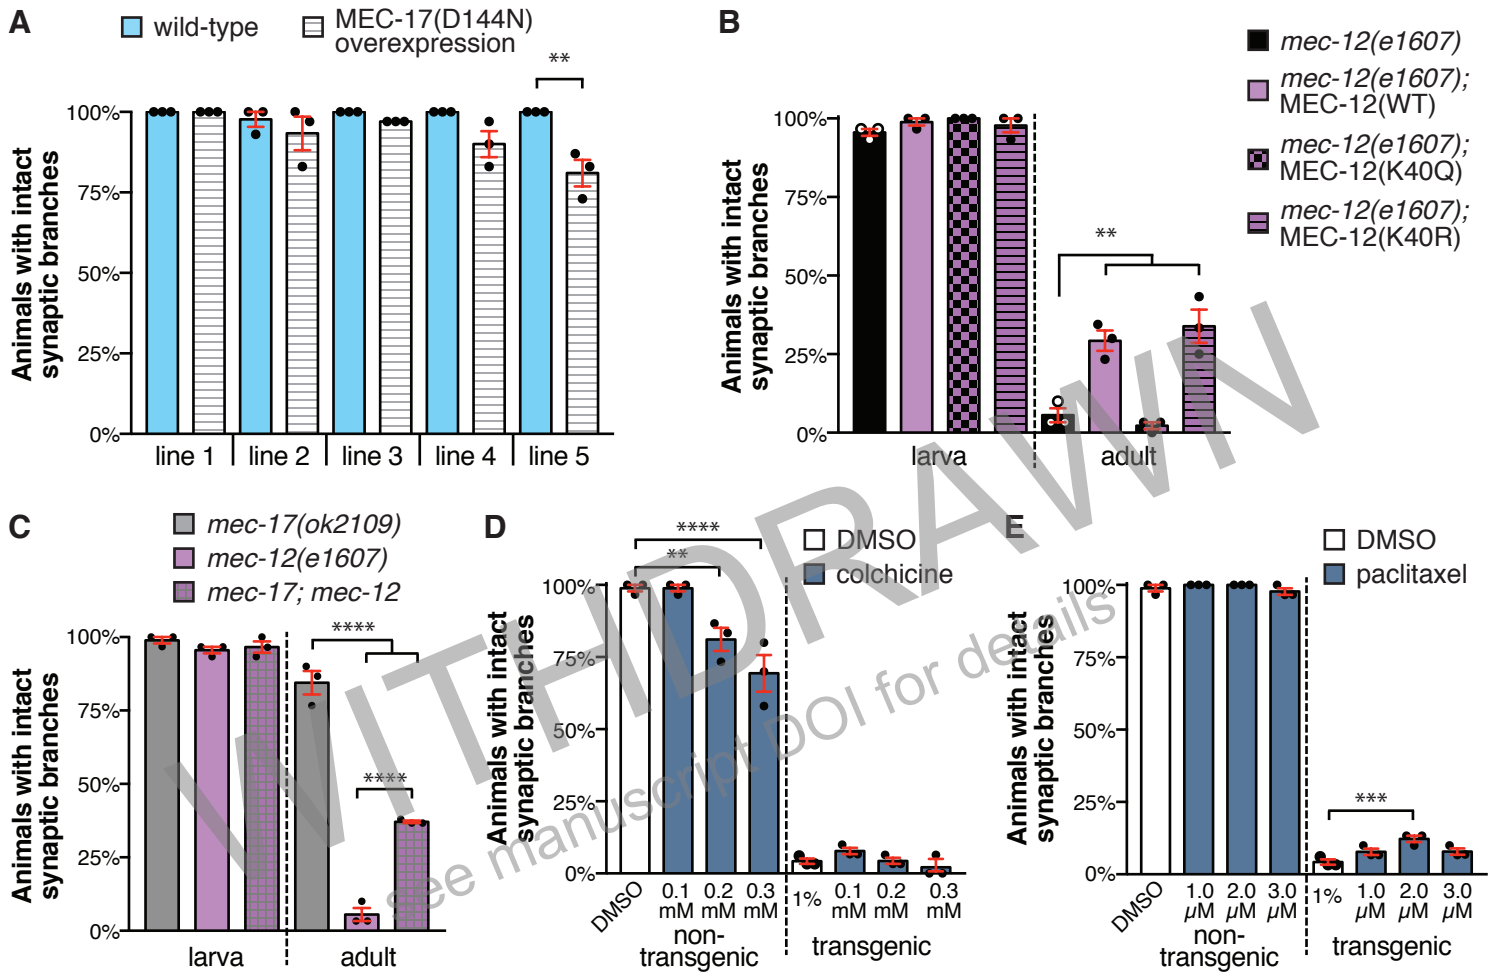 A
wild-type
MEC-17(D144N)
overexpression
**
Animals with intact
synaptic branches
100%
75%
50%
25%
0%
line 1
line 2
line 3
line 4
line 5
B
mec-12(e1607)
mec-12(e1607);
MEC-12(WT)
mec-12(e1607);
MEC-12(K40Q)
mec-12(e1607);
MEC-12(K40R)
Animals with intact
synaptic branches
100%
75%
50%
25%
0%
**
larva
adult
C
mec-17(ok2109)
mec-12(e1607)
mec-17; mec-12
Animals with intact
synaptic branches
100%
75%
50%
25%
0%
****
****
larva
adult
D
DMSO
colchicine
****
**
Animals with intact
synaptic branches
100%
75%
50%
25%
0%
DMSO
0.1
mM
0.2
mM
0.3
mM
1%
0.1
mM
0.2
mM
0.3
mM
non-
transgenic
transgenic
E
DMSO
paclitaxel
Animals with intact
synaptic branches
100%
75%
50%
25%
0%
***
DMSO
1.0
µM
2.0
µM
3.0
µM
1%
1.0
µM
2.0
µM
3.0
µM
non-
transgenic
transgenic
WITHDRAWN
see manuscript DOI for details